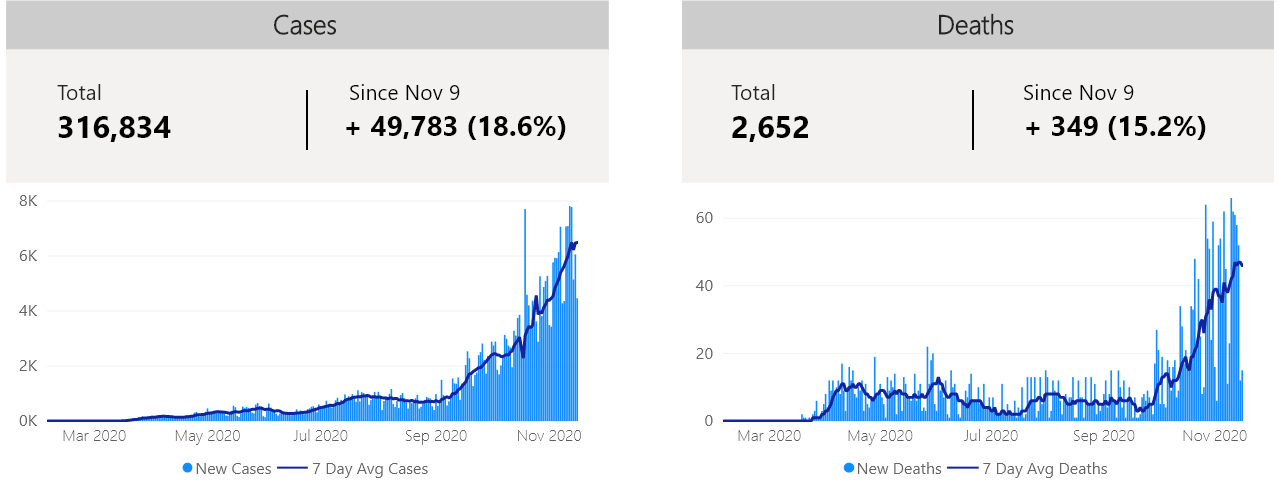 Cases
Total
316,834
Since Nov 9
+ 49,783 (18.6%)
8K
6K
4K
2K
0K
Mar 2020 May 2020 Jul 2020 Sep 2020 Nov 2020
New Cases 7 Day Avg Cases
Deaths
Total
2,652
Since Nov 9
+ 349 (15.2%)
60
40
20
0
Mar 2020 May 2020 Jul 2020 Sep 2020 Nov 2020
New Deaths 7 Day Avg Deaths